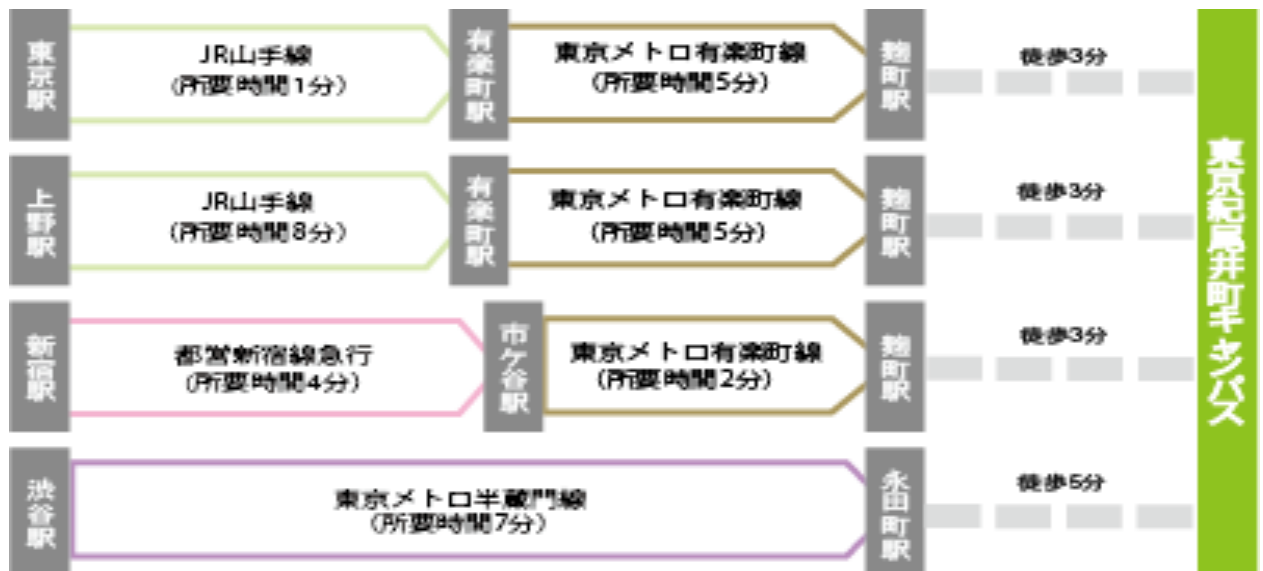 東京駅
JR山手線
(所要時間1分)
有楽町駅
東京メトロ有楽町線
(所要時間5分)
麹町駅
徒歩3分
上野駅
JR山手線
(所要時間8分)
有楽町駅
東京メトロ有楽町線
(所要時間5分)
麹町駅
徒歩3分
新宿駅
都営新宿線急行
(所要時間4分)
市ケ谷駅
東京メトロ有楽町線
(所要時間2分)
麹町駅
徒歩3分
渋谷駅
東京メトロ半蔵門線
(所要時間7分)
永田町駅
徒歩5分
東京紀尾井町キャンパス